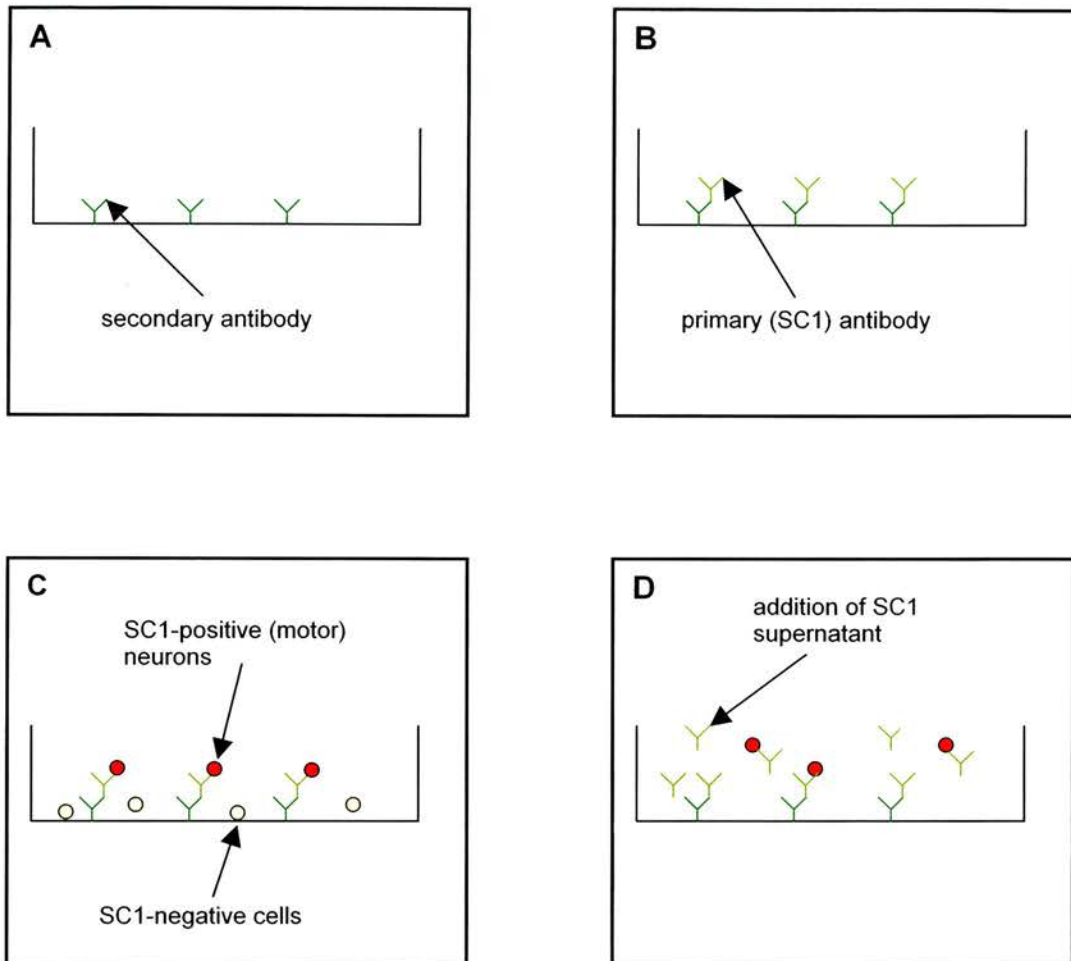 A
secondary antibody
B
primary (SC1) antibody
C
SC1-positive (motor)
neurons
SC1-negative cells
D
addition of SC1
supernatant